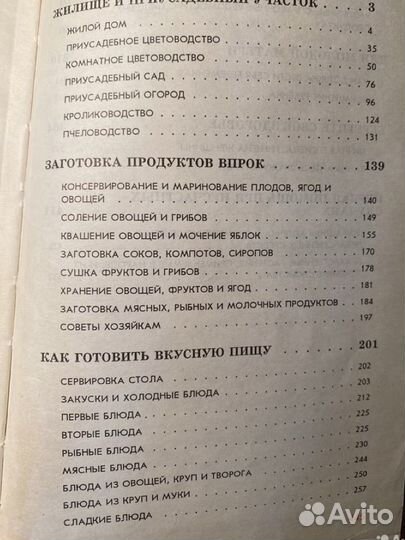 ЖИЛИЩЕ И ПРИУСАДЕБНЫЙ УЧАСТОК 3
ЖИЛОЙ ДОМ 4
ПРИУСАДЕБНОЕ ЦВЕТОВОДСТВО 35
КОМНАТНОЕ ЦВЕТОВОДСТВО 50
ПРИУСАДЕБНЫЙ САД 76
ПРИУСАДЕБНЫЙ ОГОРОД 96
КРОЛИКОВОДСТВО 124
ПЧЕЛОВОДСТВО 131
ЗАГОТОВКА ПРОДУКТОВ ВПРОК 139
КОНСЕРВИРОВАНИЕ И МАРИНОВАНИЕ ПЛОДОВ, ЯГОД И
ОВОЩЕЙ 140
СОЛЕНИЕ ОВОЩЕЙ И ГРИБОВ 149
КВАШЕНИЕ ОВОЩЕЙ И МОЧЕНИЕ ЯБЛОК 155
ЗАГОТОВКА СОКОВ, КОМПОТОВ, СИРОПОВ 170
СУШКА ФРУКТОВ И ГРИБОВ 178
ХРАНЕНИЕ ОВОЩЕЙ, ФРУКТОВ И ЯГОД 181
ЗАГОТОВКА МЯСНЫХ, РЫБНЫХ И МОЛОЧНЫХ ПРОДУКТОВ 184
СОВЕТЫ ХОЗЯЙКАМ 197
КАК ГОТОВИТЬ ВКУСНУЮ ПИЩУ 201
СЕРВИРОВКА СТОЛА 202
ЗАКУСКИ И ХОЛОДНЫЕ БЛЮДА 203
ПЕРВЫЕ БЛЮДА 212
ВТОРЫЕ БЛЮДА 225
РЫБНЫЕ БЛЮДА 225
МЯСНЫЕ БЛЮДА 230
БЛЮДА ИЗ ОВОЩЕЙ, КРУП И ТВОРОГА 244
БЛЮДА ИЗ КРУП И МУКИ 250
СЛАДКИЕ БЛЮДА 257
Avito